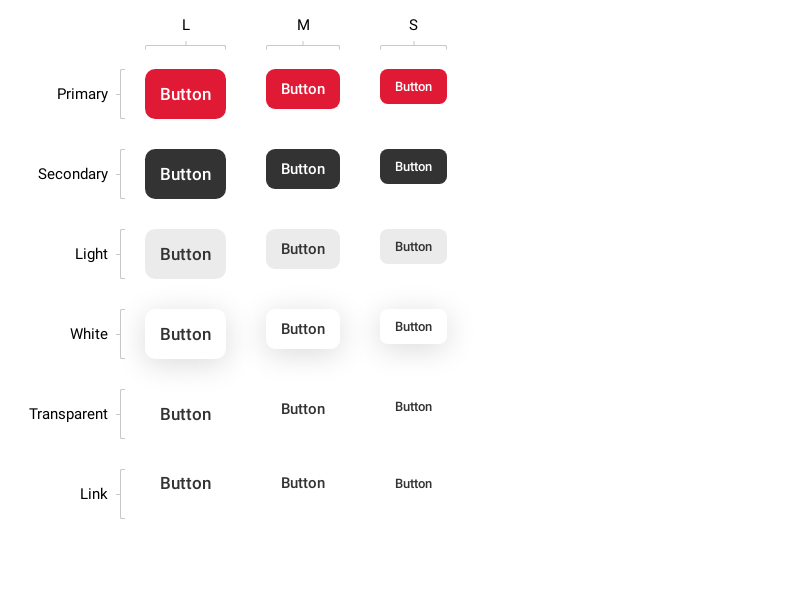 L M S
Primary Button Button Button
Secondary Button Button Button
Light Button Button Button
White Button Button Button
Transparent Button Button Button
Link Button Button Button